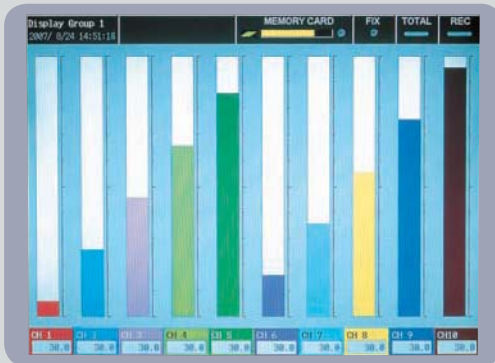 Display Group 1
2007/ 8/24 14:51:18
MEMORY CARD
FIX
TOTAL
REC
CH 1
CH 2
CH 3
CH 4
CH 5
CH 6
CH 7
CH 8
CH 9
CH10
30.0
30.0
30.0
30.0
30.0
30.0
30.0
30.0
30.0
30.0